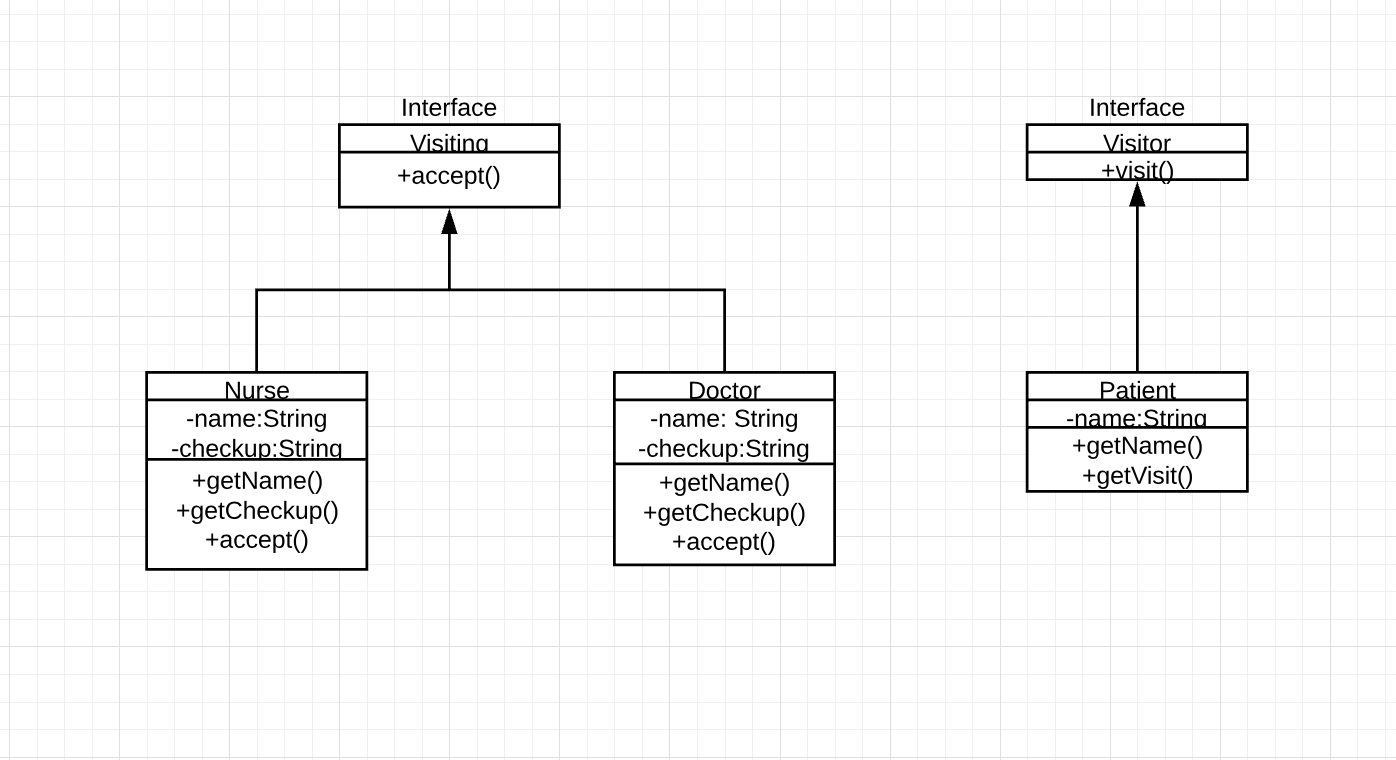 Interface
Visiting
+accept()
Interface
Visitor
+visit()
Nurse
-name:String
-checkup:String
+getName()
+getCheckup()
+accept()
Doctor
-name: String
-checkup:String
+getName()
+getCheckup()
+accept()
Patient
-name:String
+getName()
+getVisit()